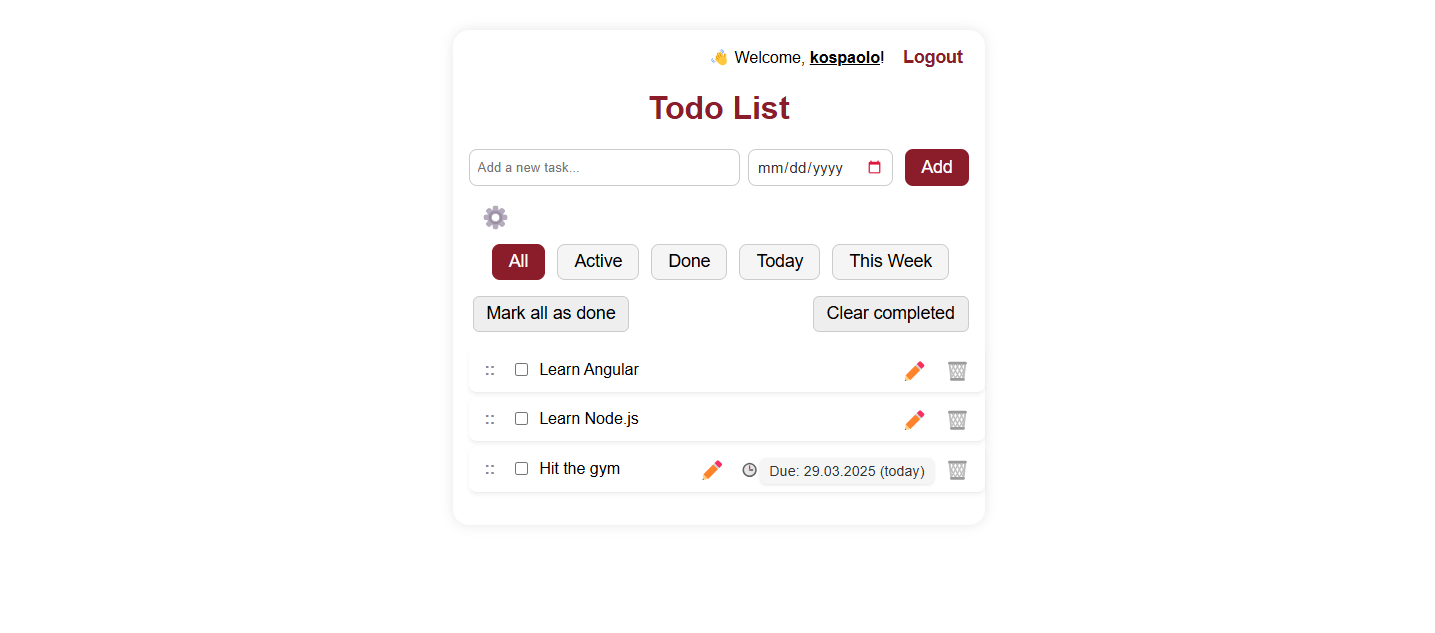 👋 Welcome, kospaolo! Logout
Todo List
Add a new task... mm/dd/yyyy Add
All Active Done Today This Week
Mark all as done Clear completed
:: Learn Angular
:: Learn Node.js
:: Hit the gym Due: 29.03.2025 (today)